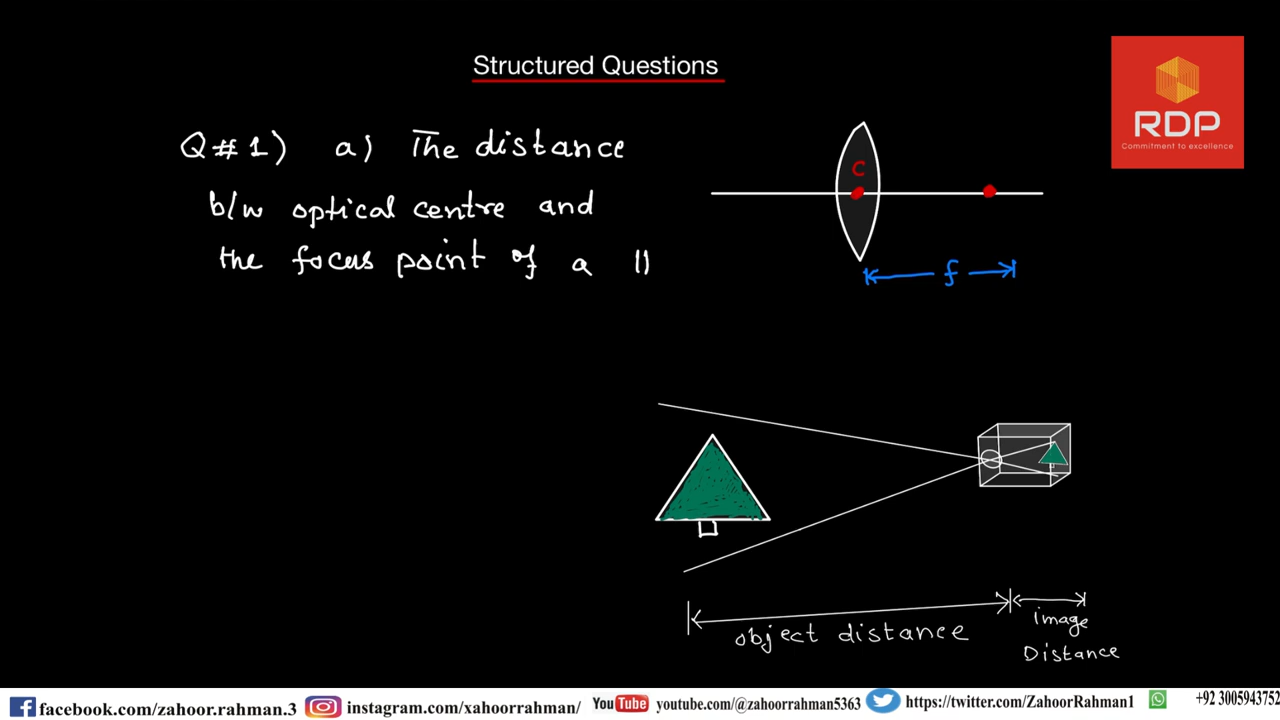 Structured Questions
RDP
Commitment to excellence
Q#1) a) The distance
b/w optical centre and
the focus point of a ||
C
f
object distance
image
Distance
facebook.com/zahoor.rahman.3
instagram.com/xahoorrahman/
YouTube youtube.com/@zahoorrahman5363
https://twitter.com/ZahoorRahman1
+92 3005943752